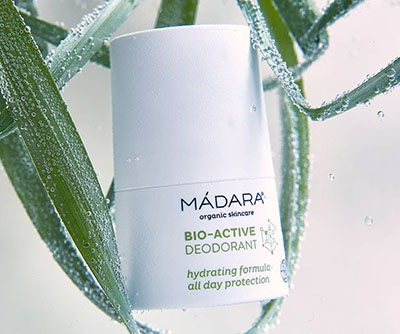 MÁDARA®
organic skincare
BIO-ACTIVE
DEODORANT
hydrating formula
all day protection